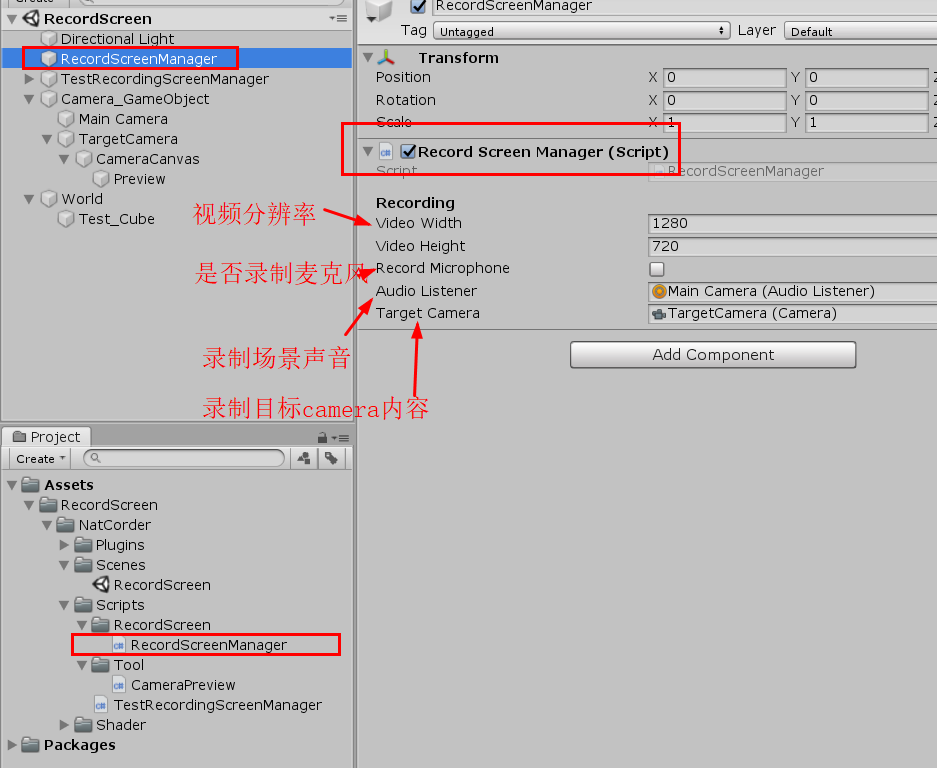 RecordScreen
Directional Light
RecordScreenManager
TestRecordingScreenManager
Camera_GameObject
Main Camera
TargetCamera
CameraCanvas
Preview
World
Test_Cube
RecordScreenManager
Tag Untagged Layer Default
Transform
Position X 0 Y 0
Rotation X 0 Y 0
Scale X 1 Y 1
Record Screen Manager (Script)
Script RecordScreenManager
Recording
视频分辨率
Video Width 1280
Video Height 720
是否录制麦克风
Record Microphone
Audio Listener Main Camera (Audio Listener)
Target Camera TargetCamera (Camera)
录制场景声音
录制目标camera内容
Add Component
Project
Create
Assets
RecordScreen
NatCorder
Plugins
Scenes
RecordScreen
Scripts
RecordScreen
RecordScreenManager
Tool
CameraPreview
TestRecordingScreenManager
Shader
Packages